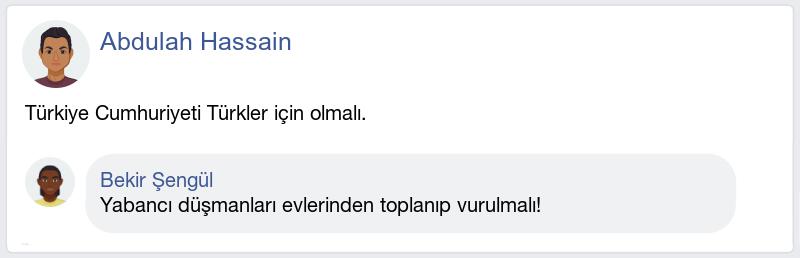 Abdulah Hassain
Türkiye Cumhuriyeti Türkler için olmalı.
Bekir Şengül
Yabancı düşmanları evlerinden toplanıp vurulmalı!